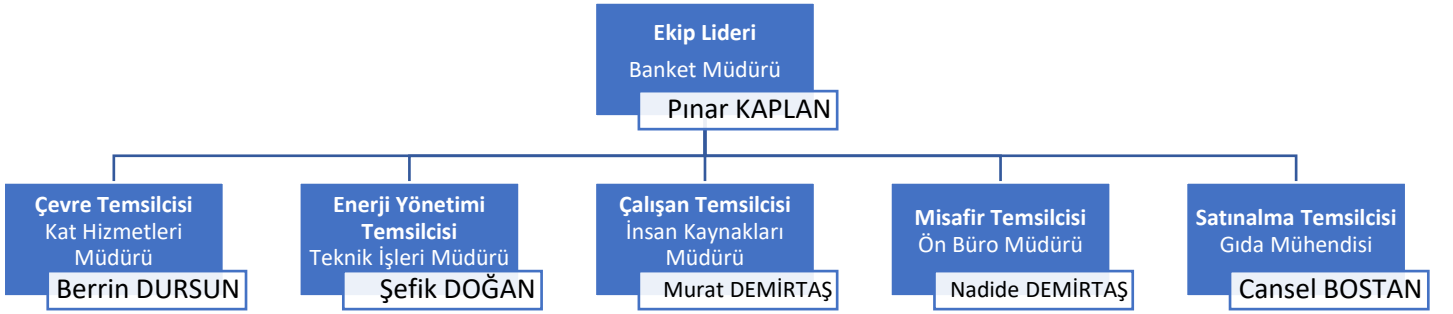 Ekip Lideri
Banket Müdürü
Pınar KAPLAN
Çevre Temsilcisi
Kat Hizmetleri
Müdürü
Berrin DURSUN
Enerji Yönetimi
Temsilcisi
Teknik İşleri Müdürü
Şefik DOĞAN
Çalışan Temsilcisi
İnsan Kaynakları
Müdürü
Murat DEMİRTAŞ
Misafir Temsilcisi
Ön Büro Müdürü
Nadide DEMİRTAŞ
Satınalma Temsilcisi
Gıda Mühendisi
Cansel BOSTAN